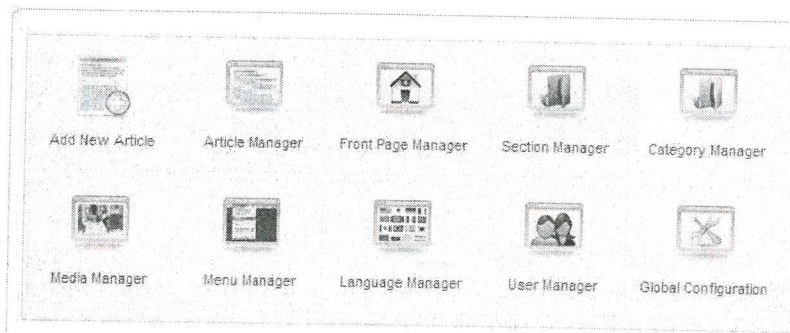 Add New Article Article Manager Front Page Manager Section Manager Category Manager
Media Manager Menu Manager Language Manager User Manager Global Configuration